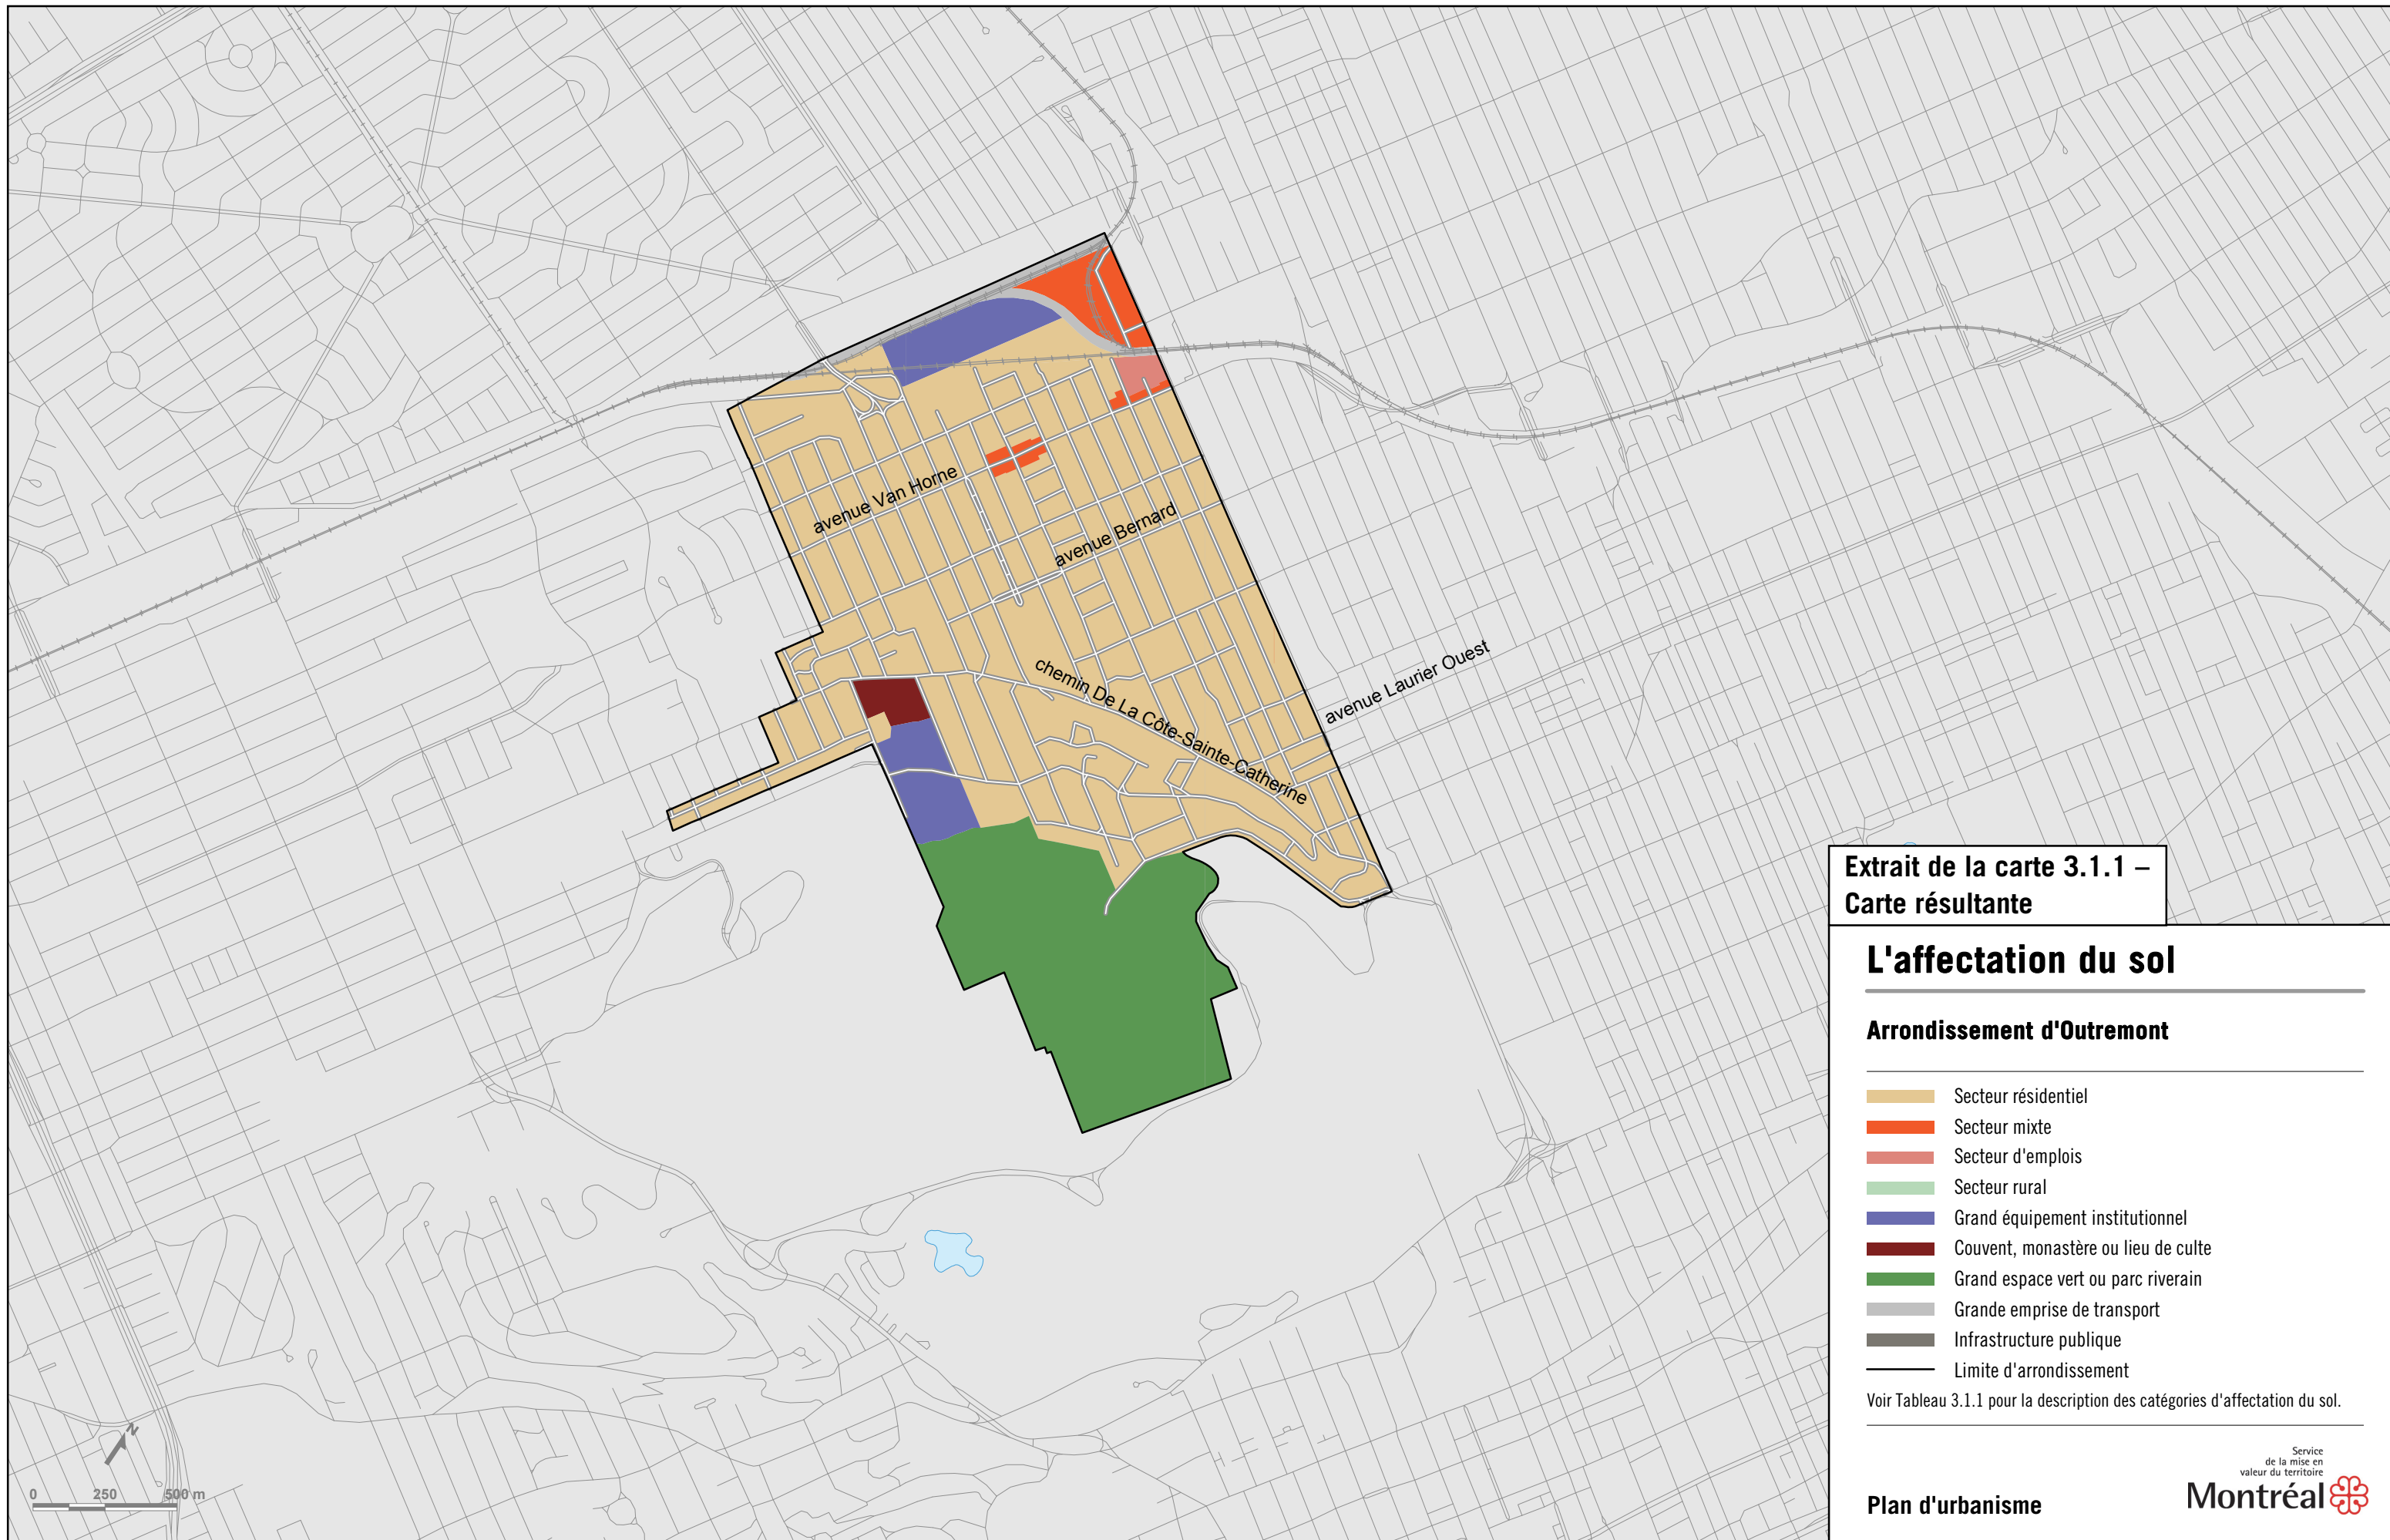 avenue Van Horne
avenue Bernard
chemin De La Côte-Sainte-Catherine
avenue Laurier Ouest
Extrait de la carte 3.1.1 –
Carte résultante
L'affectation du sol
Arrondissement d'Outremont
Secteur résidentiel
Secteur mixte
Secteur d'emplois
Secteur rural
Grand équipement institutionnel
Couvent, monastère ou lieu de culte
Grand espace vert ou parc riverain
Grande emprise de transport
Infrastructure publique
Limite d'arrondissement
Voir Tableau 3.1.1 pour la description des catégories d'affectation du sol.
N
0 250 500 m
Service
de la mise en
valeur du territoire
Montréal
Plan d'urbanisme